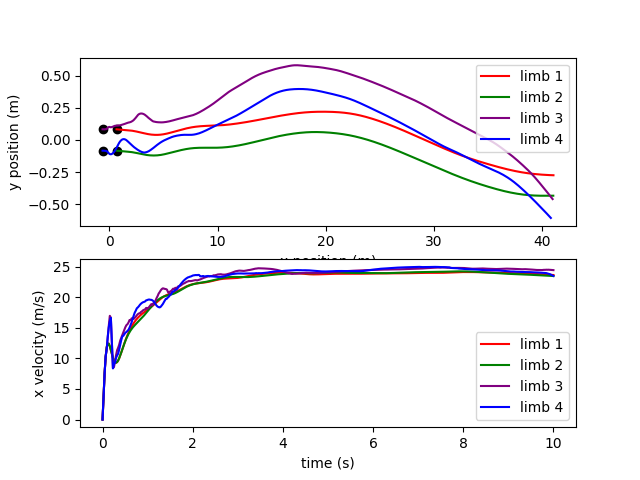 y position (m)
0.50
0.25
0.00
−0.25
−0.50
limb 1
limb 2
limb 3
limb 4
0
10
20
30
40
x position (m)
x velocity (m/s)
25
20
15
10
5
0
limb 1
limb 2
limb 3
limb 4
0
2
4
6
8
10
time (s)